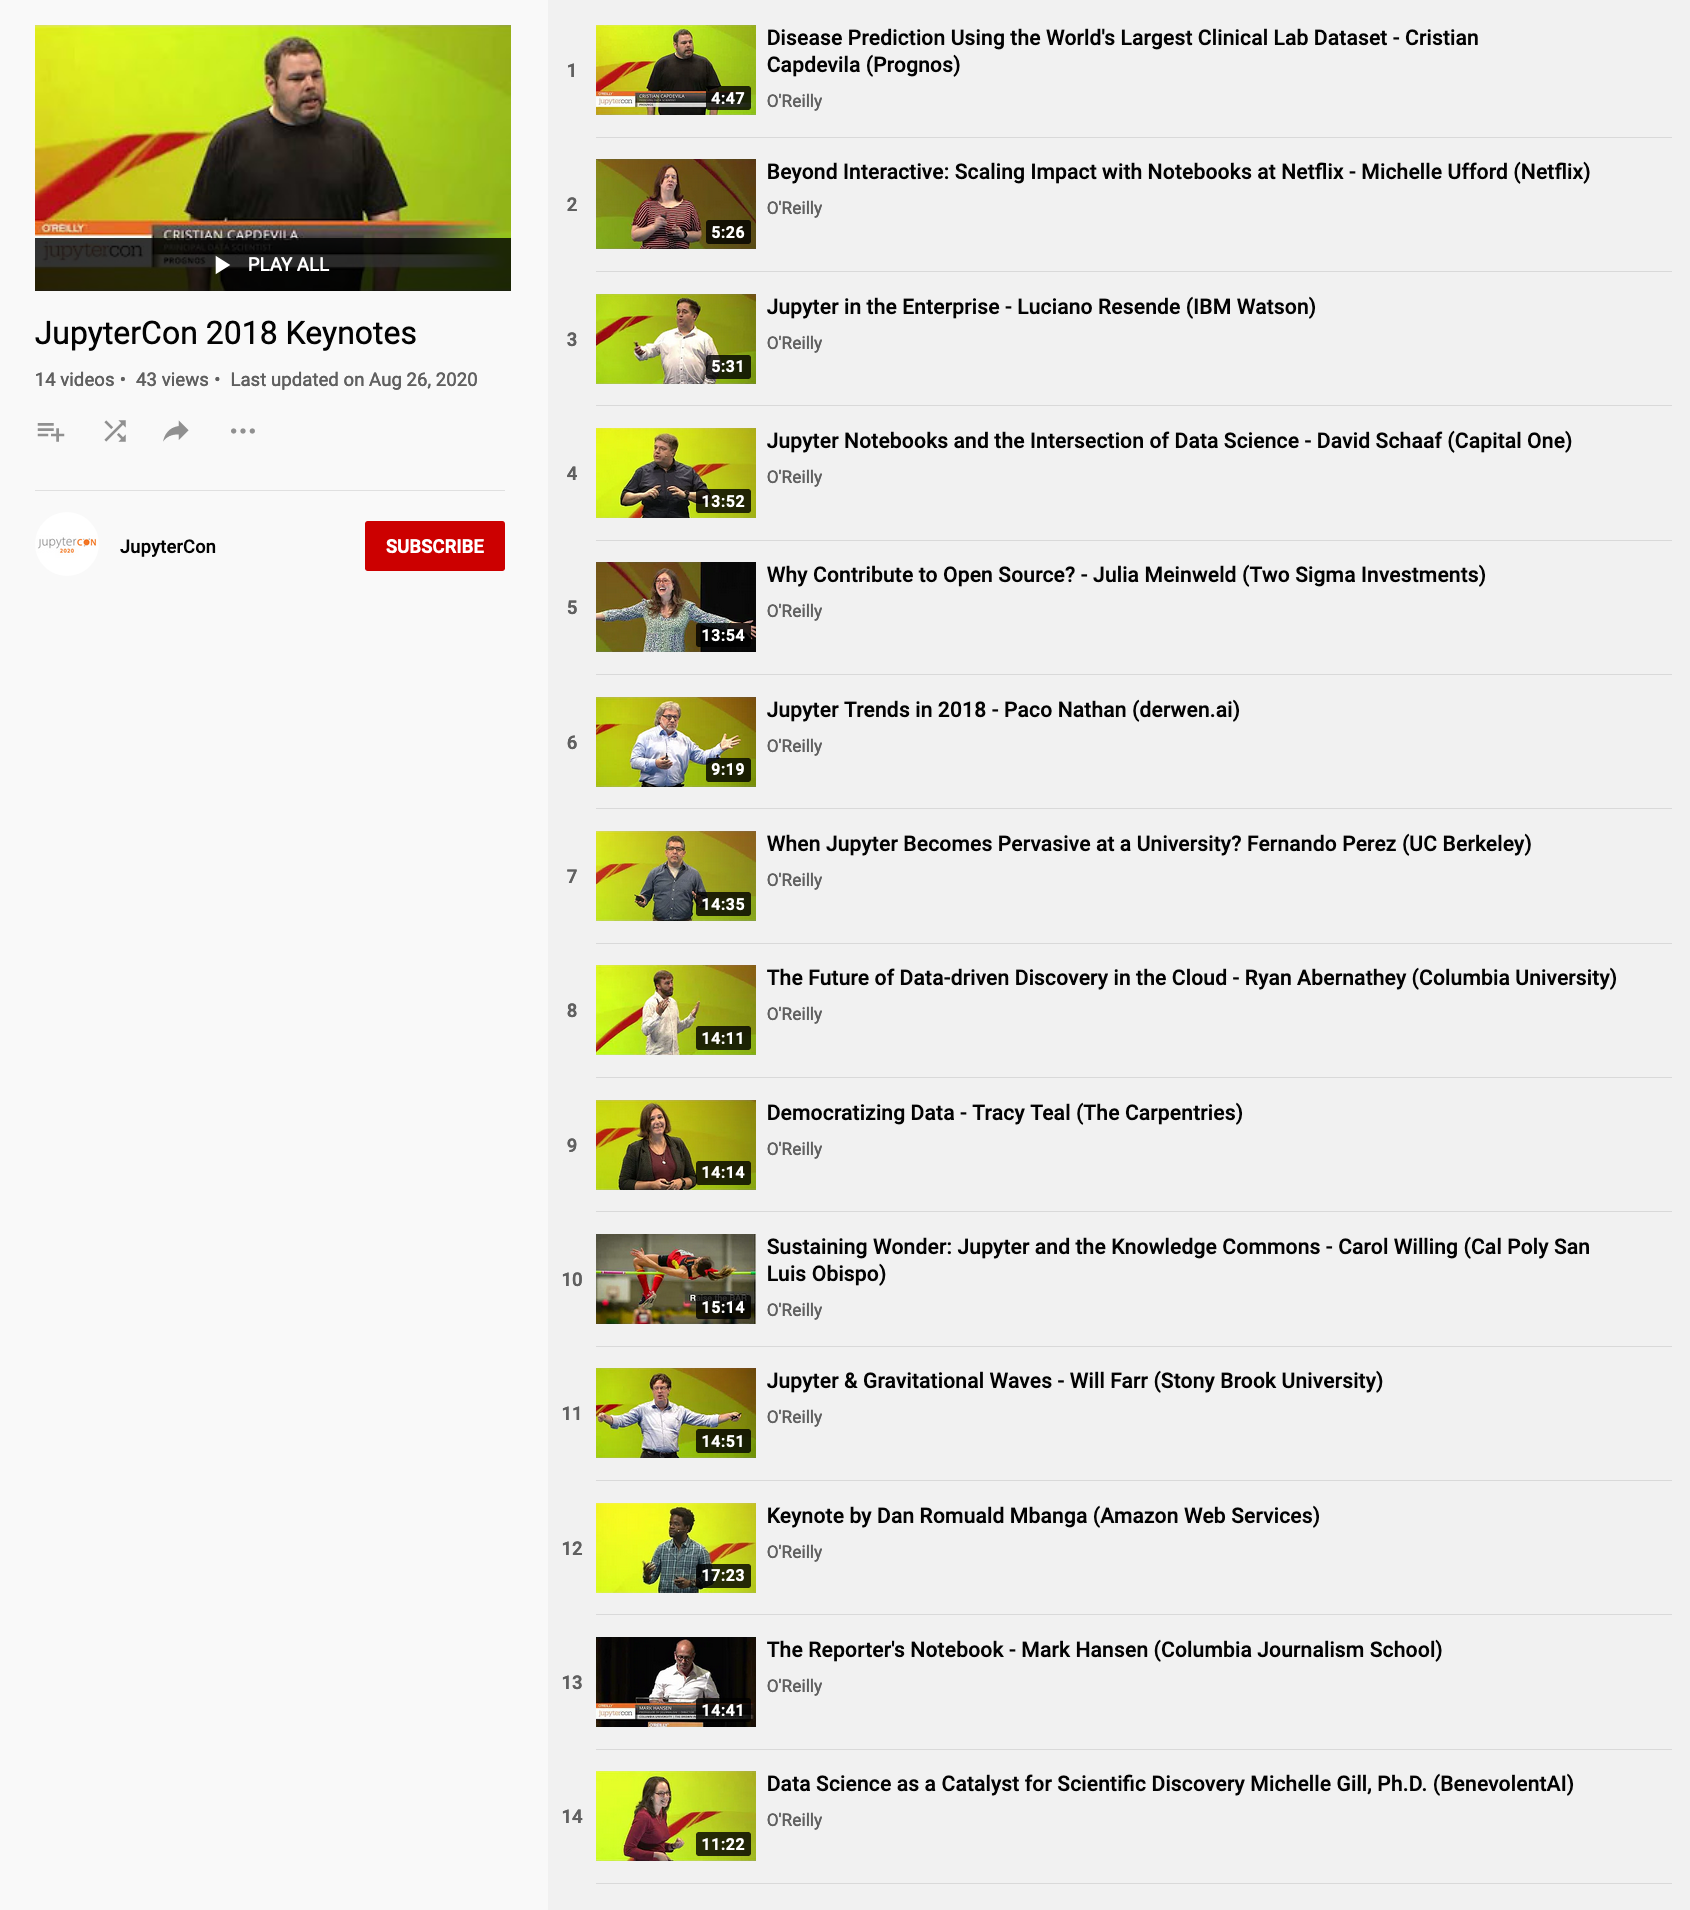 O'REILLY
jupytercon
CRISTIAN CAPDEVILA
PRINCIPAL DATA SCIENTIST
PROGNOS
PLAY ALL
JupyterCon 2018 Keynotes
14 videos • 43 views • Last updated on Aug 26, 2020
jupyterCON
2020
JupyterCon
SUBSCRIBE
1
CRISTIAN CAPDEVILA
jupytercon
4:47
Disease Prediction Using the World's Largest Clinical Lab Dataset - Cristian
Capdevila (Prognos)
O'Reilly
2
5:26
Beyond Interactive: Scaling Impact with Notebooks at Netflix - Michelle Ufford (Netflix)
O'Reilly
3
5:31
Jupyter in the Enterprise - Luciano Resende (IBM Watson)
O'Reilly
4
13:52
Jupyter Notebooks and the Intersection of Data Science - David Schaaf (Capital One)
O'Reilly
5
13:54
Why Contribute to Open Source? - Julia Meinweld (Two Sigma Investments)
O'Reilly
6
9:19
Jupyter Trends in 2018 - Paco Nathan (derwen.ai)
O'Reilly
7
14:35
When Jupyter Becomes Pervasive at a University? Fernando Perez (UC Berkeley)
O'Reilly
8
14:11
The Future of Data-driven Discovery in the Cloud - Ryan Abernathey (Columbia University)
O'Reilly
9
14:14
Democratizing Data - Tracy Teal (The Carpentries)
O'Reilly
10
15:14
Sustaining Wonder: Jupyter and the Knowledge Commons - Carol Willing (Cal Poly San
Luis Obispo)
O'Reilly
11
14:51
Jupyter & Gravitational Waves - Will Farr (Stony Brook University)
O'Reilly
12
17:23
Keynote by Dan Romuald Mbanga (Amazon Web Services)
O'Reilly
13
MARK HANSEN
jupytercon
14:41
The Reporter's Notebook - Mark Hansen (Columbia Journalism School)
O'Reilly
14
11:22
Data Science as a Catalyst for Scientific Discovery Michelle Gill, Ph.D. (BenevolentAI)
O'Reilly